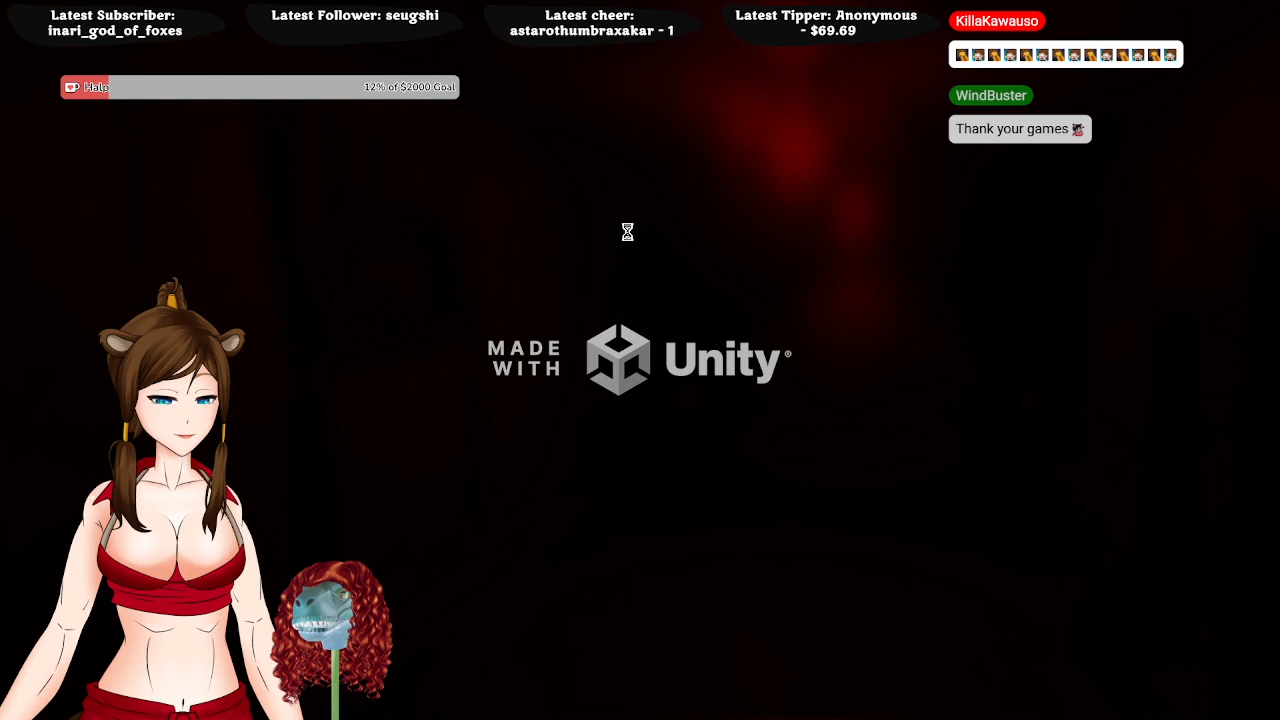 Latest Subscriber:
inari_god_of_foxes
Latest Follower: seugshi
Latest cheer:
astarothumbraxakar - 1
Latest Tipper: Anonymous
- $69.69
KillaKawauso
WindBuster
Thank your games
Halo
12% of $2000 Goal
MADE
WITH
Unity®